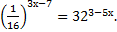 (1/16)^{3x−7} = 32^{3−5x}.